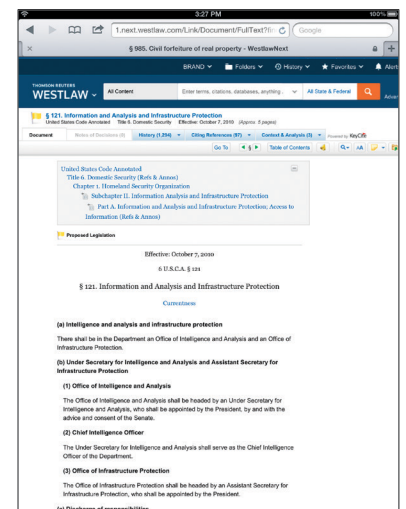 3:27 PM 100%
1.next.westlaw.com/Link/Document/FullText?fin Google
§ 985. Civil forfeiture of real property - WestlawNext
BRAND Folders History Favorites Alerts
THOMSON REUTERS
WESTLAW All Content Enter terms, citations, databases, anything . All State & Federal
§ 121. Information and Analysis and Infrastructure Protection
United States Code Annotated Title 6. Domestic Security Effective: October 7, 2010 (Approx. 6 pages)
Document Notes of Decisions (0) History (1,294) Citing References (97) Context & Analysis (3) Powered by KeyCite
Go To § Table of Contents AA
United States Code Annotated
Title 6. Domestic Security (Refs & Annos)
Chapter 1. Homeland Security Organization
Subchapter II. Information Analysis and Infrastructure Protection
Part A. Information and Analysis and Infrastructure Protection; Access to
Information (Refs & Annos)
Proposed Legislation
Effective: October 7, 2010
6 U.S.C.A. § 121
§ 121. Information and Analysis and Infrastructure Protection
Currentness
(a) Intelligence and analysis and infrastructure protection
There shall be in the Department an Office of Intelligence and Analysis and an Office of
Infrastructure Protection.
(b) Under Secretary for Intelligence and Analysis and Assistant Secretary for
Infrastructure Protection
(1) Office of Intelligence and Analysis
The Office of Intelligence and Analysis shall be headed by an Under Secretary for
Intelligence and Analysis, who shall be appointed by the President, by and with the
advice and consent of the Senate.
(2) Chief Intelligence Officer
The Under Secretary for Intelligence and Analysis shall serve as the Chief Intelligence
Officer of the Department.
(3) Office of Infrastructure Protection
The Office of Infrastructure Protection shall be headed by an Assistant Secretary for
Infrastructure Protection, who shall be appointed by the President.
(c) Discharge of responsibilities